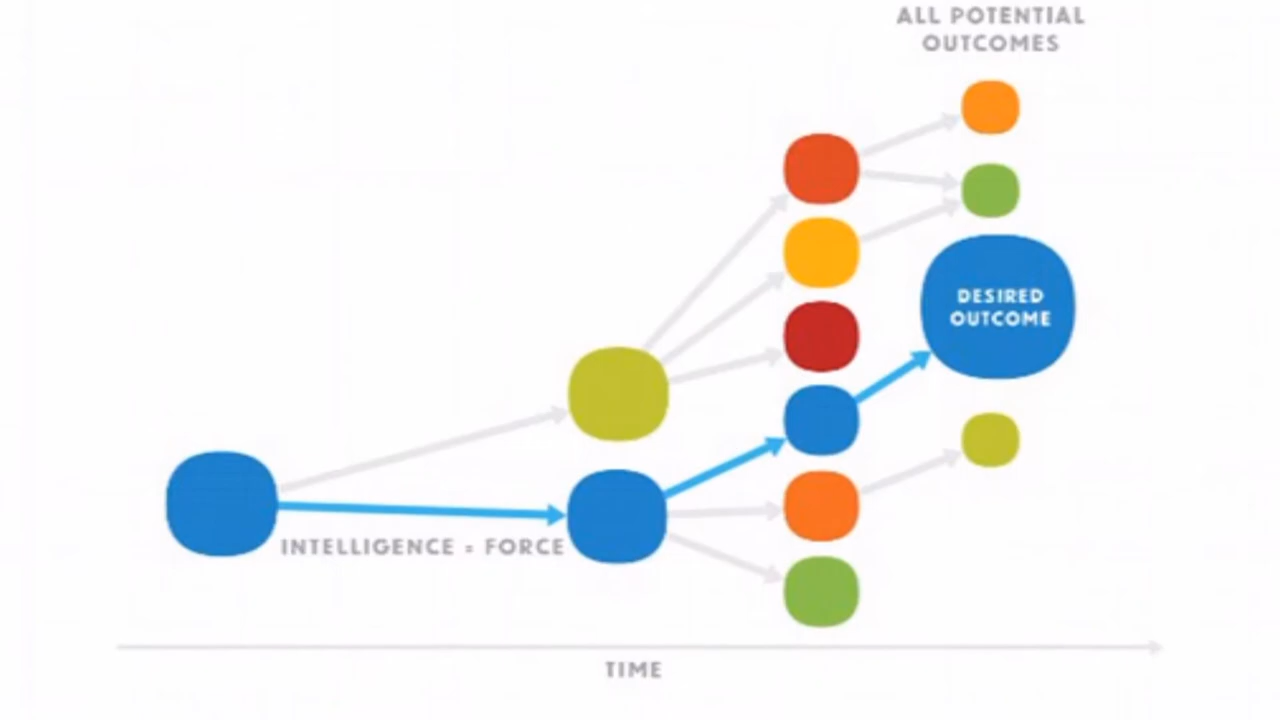 ALL POTENTIAL
OUTCOMES
DESIRED
OUTCOME
INTELLIGENCE = FORCE
TIME